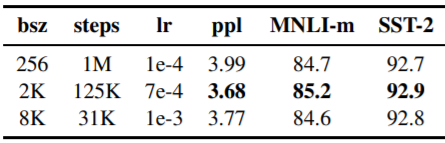 bsz steps lr ppl MNLI-m SST-2
256 1M 1e-4 3.99 84.7 92.7
2K 125K 7e-4 3.68 85.2 92.9
8K 31K 1e-3 3.77 84.6 92.8